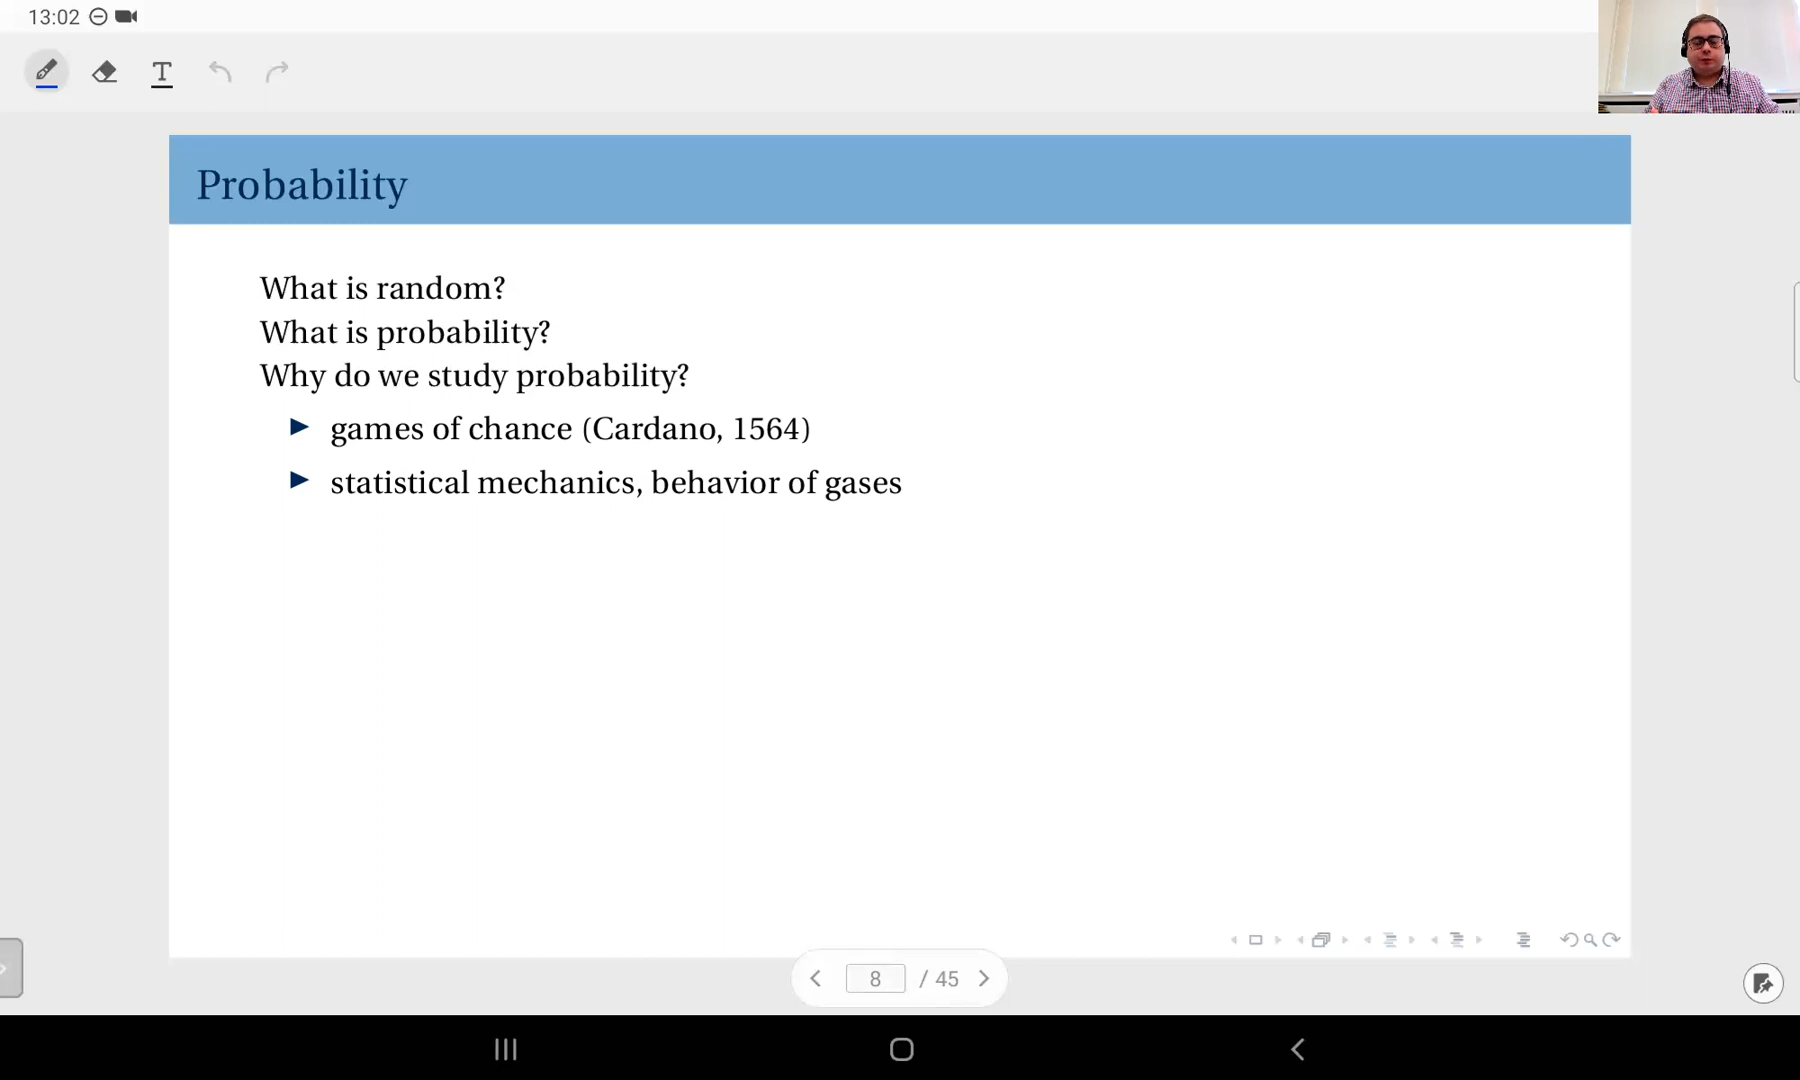 13:02
T
Probability
What is random?
What is probability?
Why do we study probability?
games of chance (Cardano, 1564)
statistical mechanics, behavior of gases
8 / 45